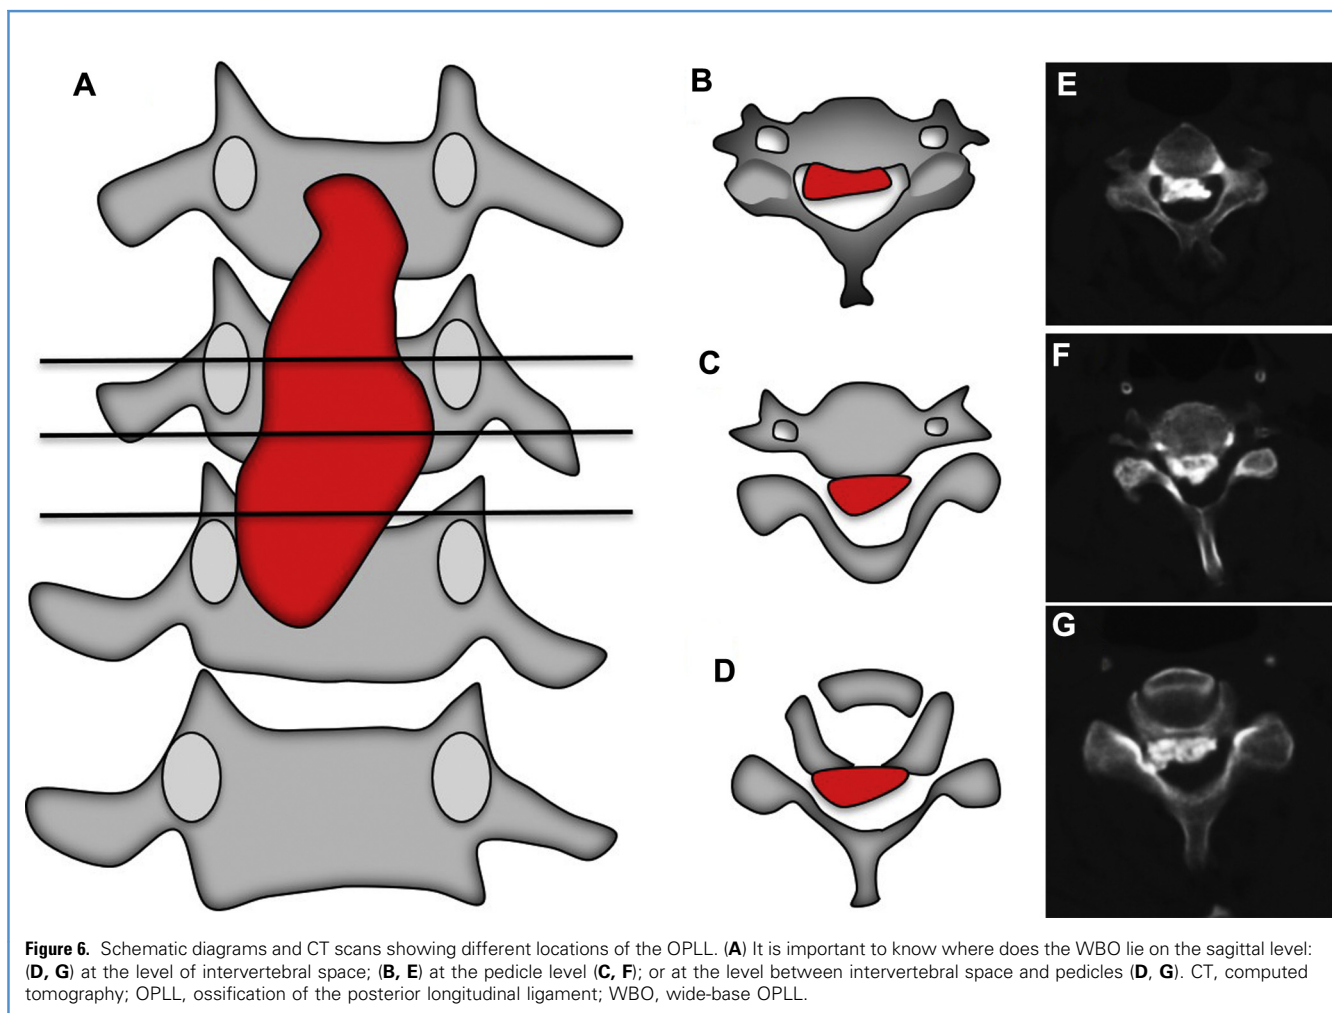 A
B
E
C
F
D
G
Figure 6. Schematic diagrams and CT scans showing different locations of the OPLL. (A) It is important to know where does the WBO lie on the sagittal level:
(D, G) at the level of intervertebral space; (B, E) at the pedicle level (C, F); or at the level between intervertebral space and pedicles (D, G). CT, computed
tomography; OPLL, ossification of the posterior longitudinal ligament; WBO, wide-base OPLL.